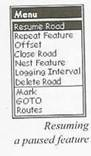 Menu
Resume Road
Repeat Feature
Offset
Close Road
Nest Feature
Logging Interval
Delete Road
Mark
GOTO
Routes
Resuming
a paused feature